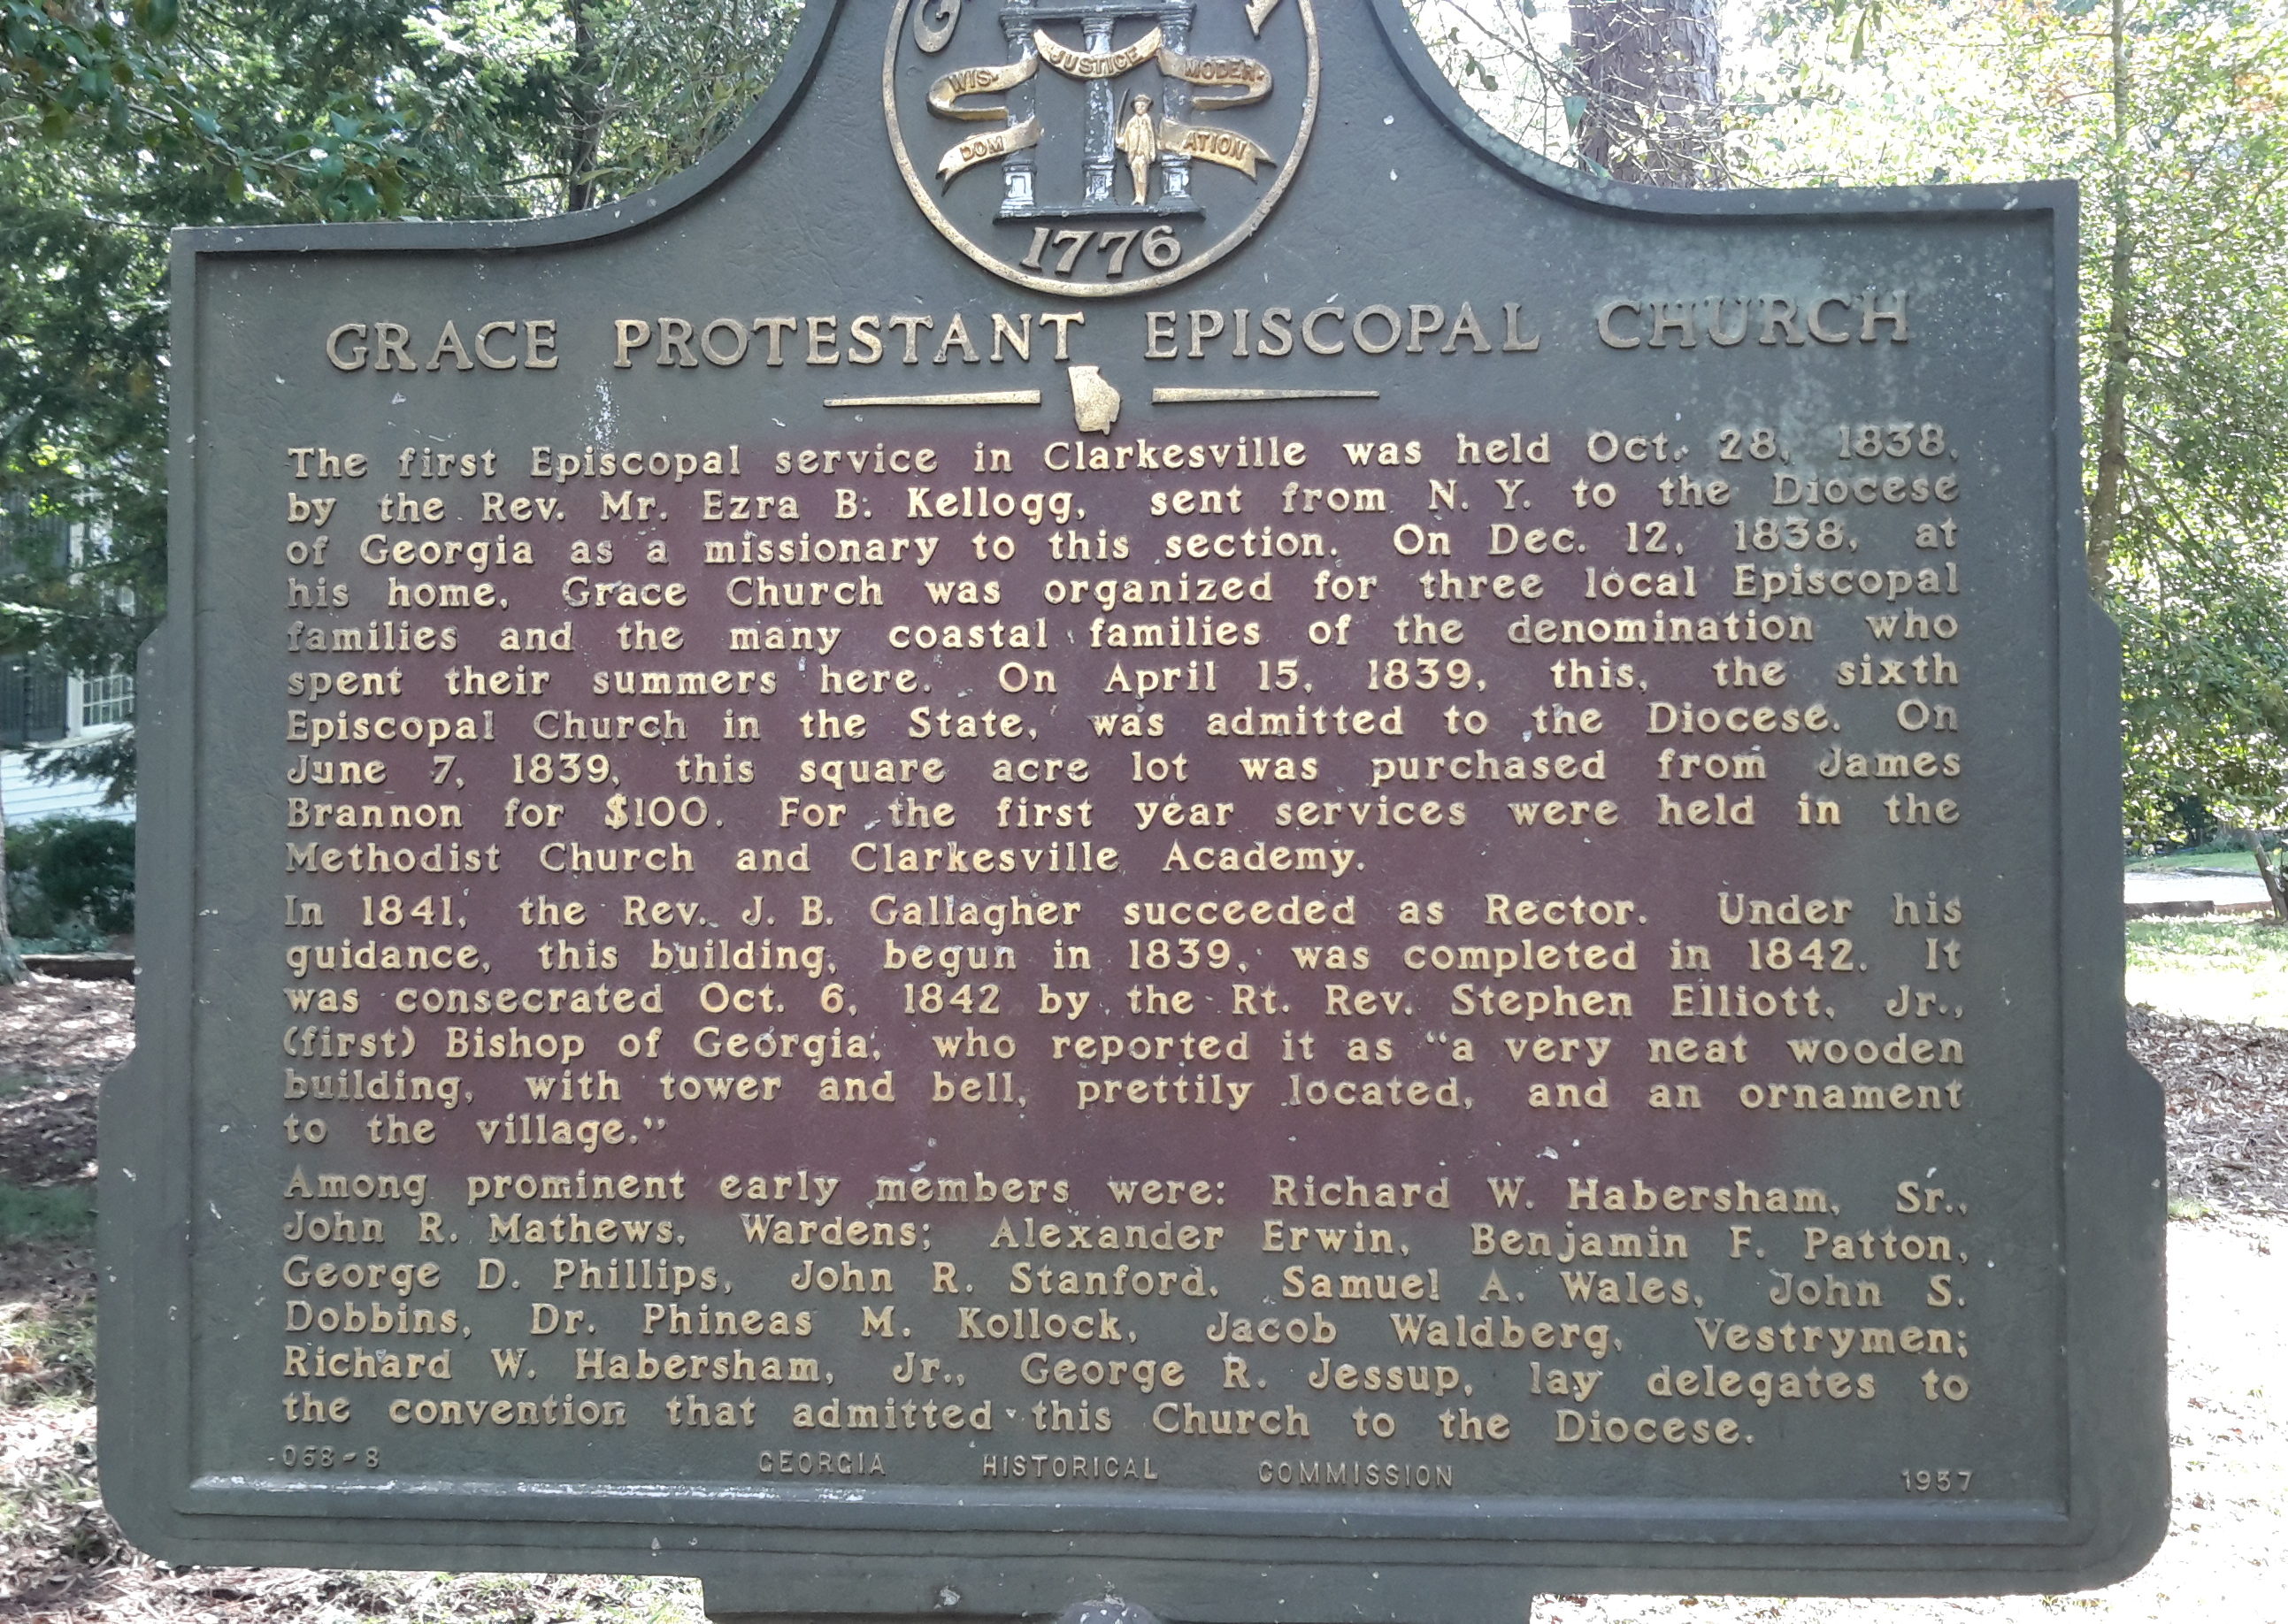 WIS-
JUSTICE
MODER-
DOM
ATION
1776
GRACE PROTESTANT EPISCOPAL CHURCH
The first Episcopal service in Clarkesville was held Oct. 28, 1838,
by the Rev. Mr. Ezra B. Kellogg, sent from N. Y. to the Diocese
of Georgia as a missionary to this section. On Dec. 12, 1838, at
his home, Grace Church was organized for three local Episcopal
families and the many coastal families of the denomination who
spent their summers here. On April 15, 1839, this, the sixth
Episcopal Church in the State, was admitted to the Diocese. On
June 7, 1839, this square acre lot was purchased from James
Brannon for $100. For the first year services were held in the
Methodist Church and Clarkesville Academy.
In 1841, the Rev. J. B. Gallagher succeeded as Rector. Under his
guidance, this building, begun in 1839, was completed in 1842. It
was consecrated Oct. 6, 1842 by the Rt. Rev. Stephen Elliott, Jr.,
(first) Bishop of Georgia, who reported it as "a very neat wooden
building, with tower and bell, prettily located, and an ornament
to the village."
Among prominent early members were: Richard W. Habersham, Sr.,
John R. Mathews, Wardens; Alexander Erwin, Benjamin F. Patton,
George D. Phillips, John R. Stanford, Samuel A. Wales, John S.
Dobbins, Dr. Phineas M. Kollock, Jacob Waldberg, Vestrymen;
Richard W. Habersham, Jr., George R. Jessup, lay delegates to
the convention that admitted this Church to the Diocese.
068-8 GEORGIA HISTORICAL COMMISSION 1957